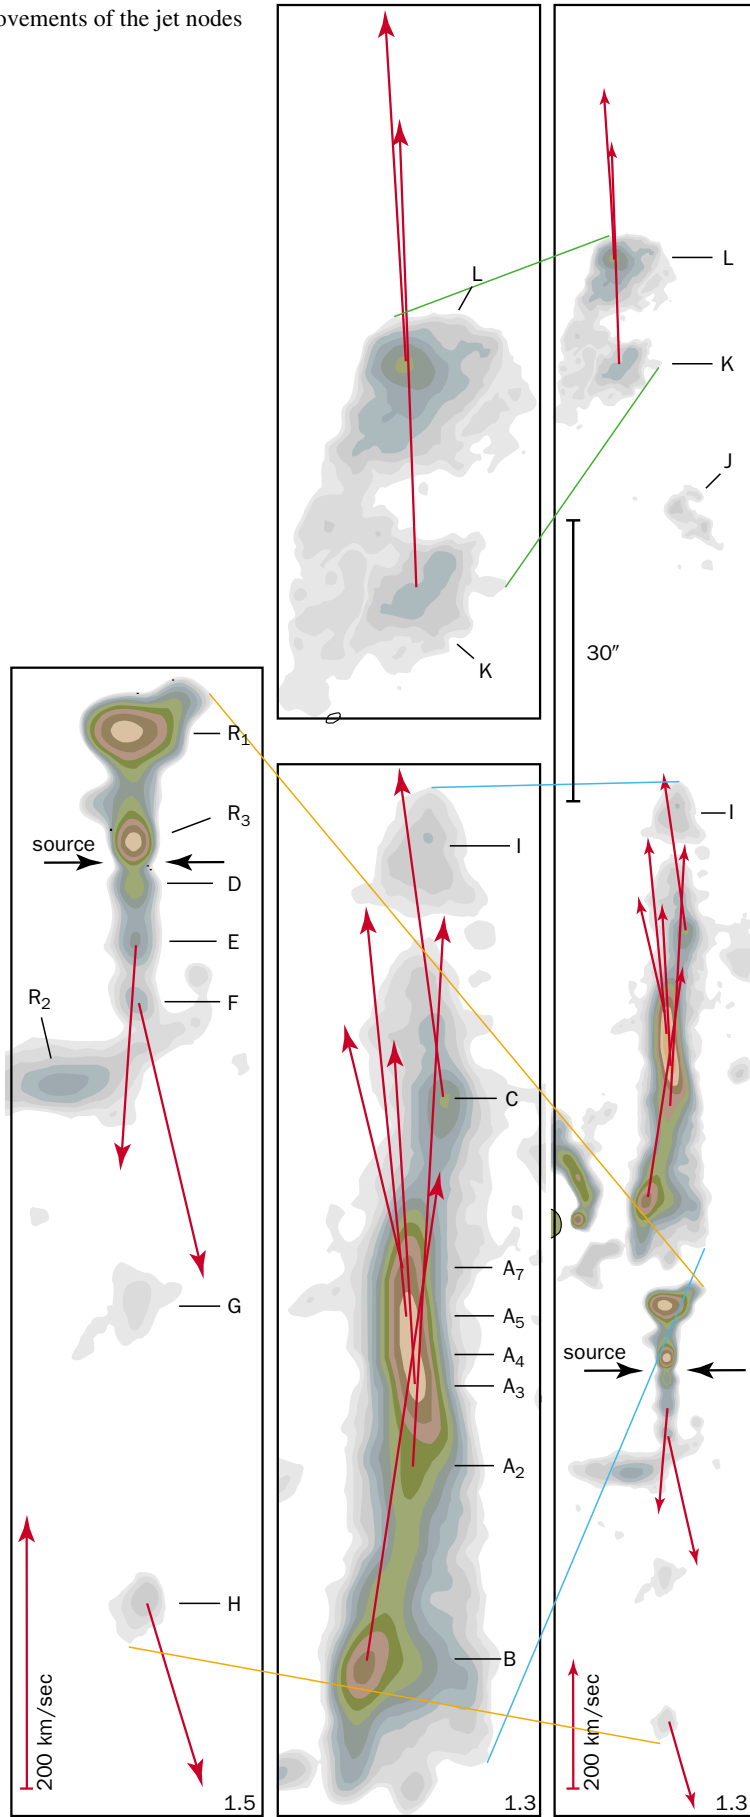 ovements of the jet nodes
L
K
L
K
J
30″
R1
R3
source
D
E
F
R2
G
H
200 km/sec
1.5
I
C
A7
A5
A4
A3
A2
B
1.3
I
source
200 km/sec
1.3